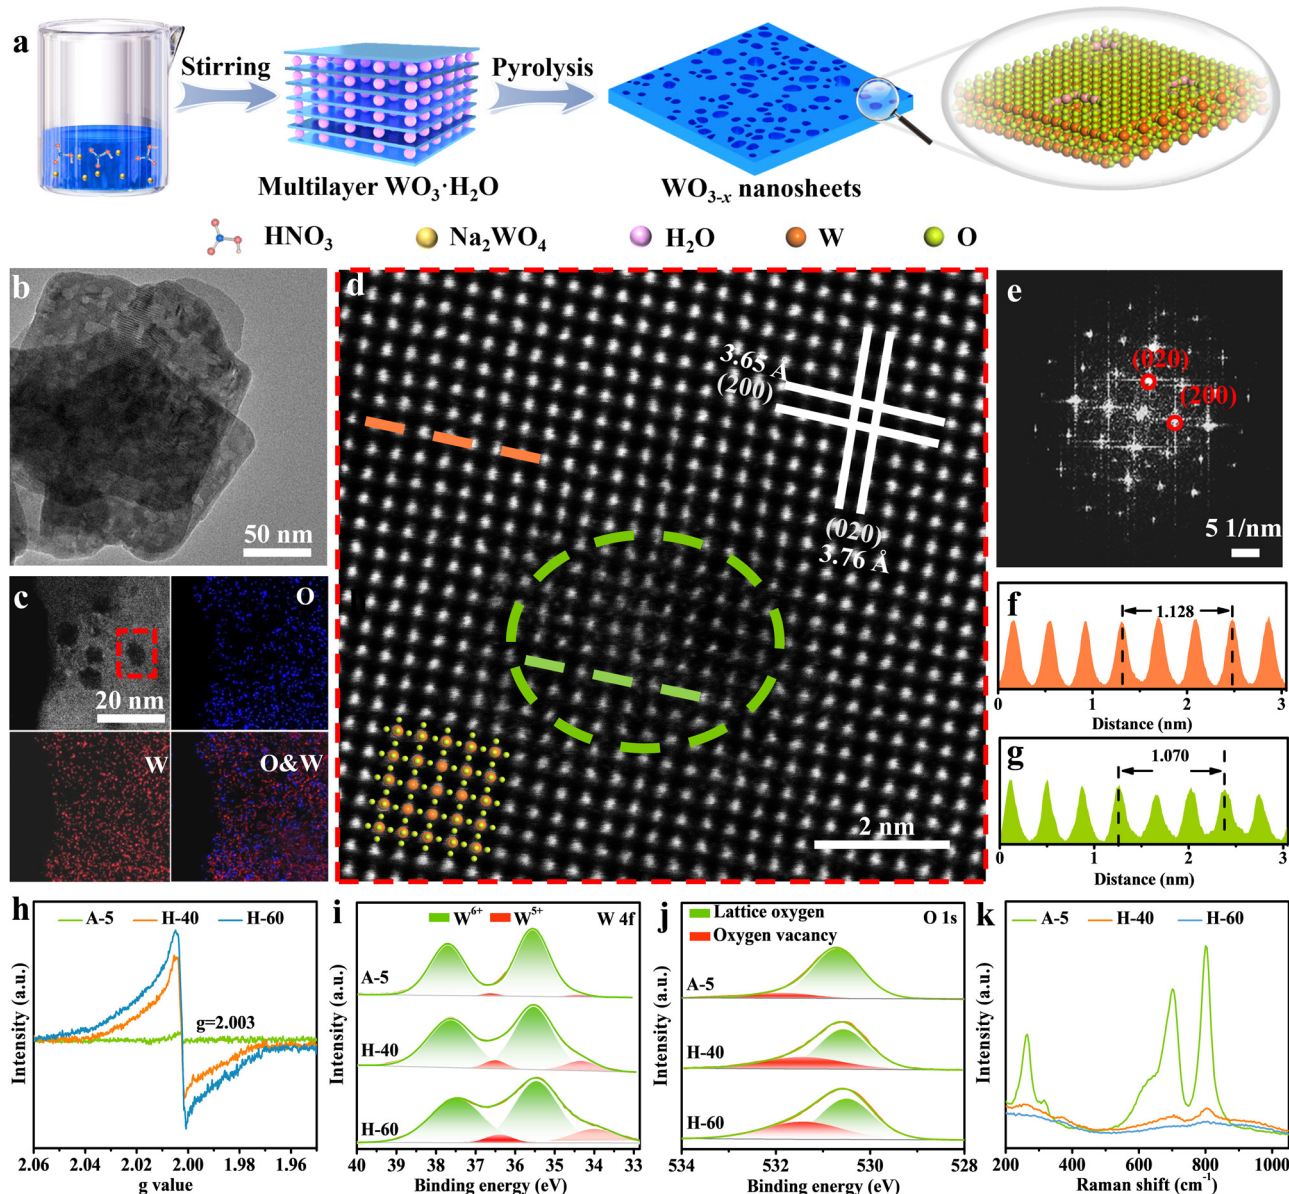 a
Stirring
Pyrolysis
Multilayer WO₃·H₂O
WO₃₋ₓ nanosheets
HNO₃
Na₂WO₄
H₂O
W
O
b
50 nm
c
O
20 nm
W
O&W
d
3.65 Å
(200)
(020)
3.76 Å
2 nm
e
(020)
(200)
5 1/nm
f
1.128
0 1 2 3
Distance (nm)
g
1.070
0 1 2 3
Distance (nm)
h
A-5 H-40 H-60
g=2.003
Intensity (a.u.)
2.06 2.04 2.02 2.00 1.98 1.96
g value
i
W⁶⁺ W⁵⁺ W 4f
A-5
H-40
H-60
Intensity (a.u.)
40 39 38 37 36 35 34 33
Binding energy (eV)
j
Lattice oxygen
Oxygen vacancy
O 1s
A-5
H-40
H-60
Intensity (a.u.)
534 532 530 528
Binding energy (eV)
k
A-5 H-40 H-60
Intensity (a.u.)
200 400 600 800 1000
Raman shift (cm⁻¹)